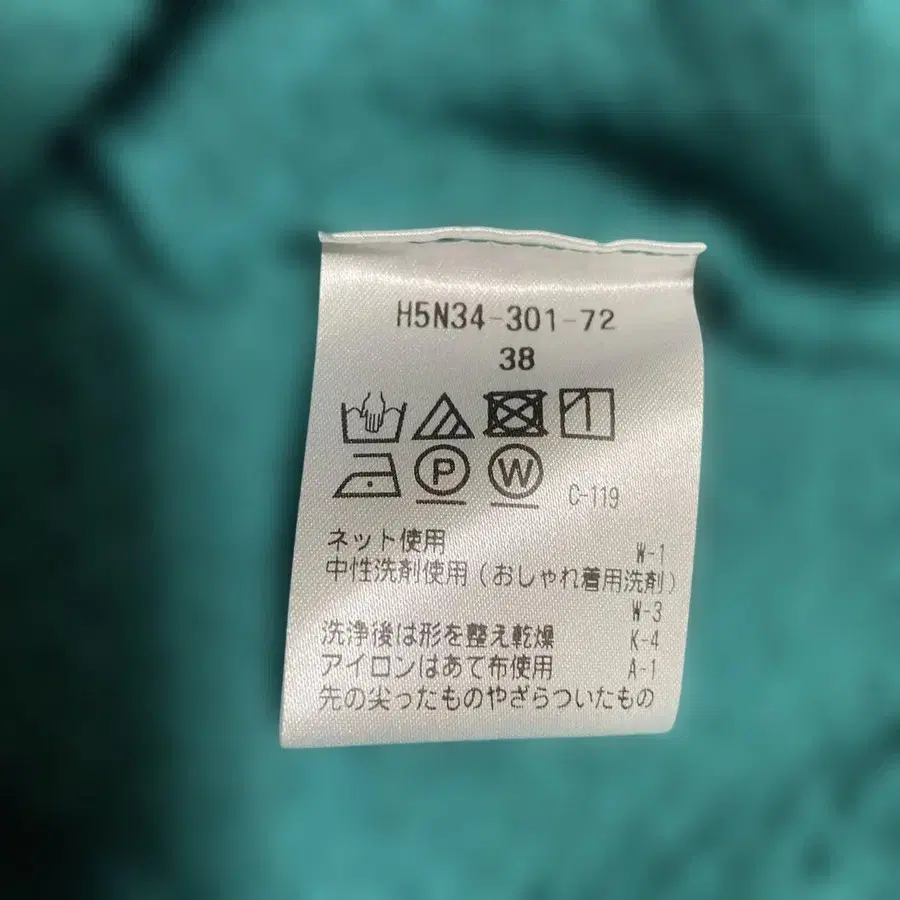 H5N34-301-72
38
P W C-119
ネット使用 W-1
中性洗剤使用(おしゃれ着用洗剤)
W-3
洗浄後は形を整え乾燥 K-4
アイロンはあて布使用 A-1
先の尖ったものやざらついたもの